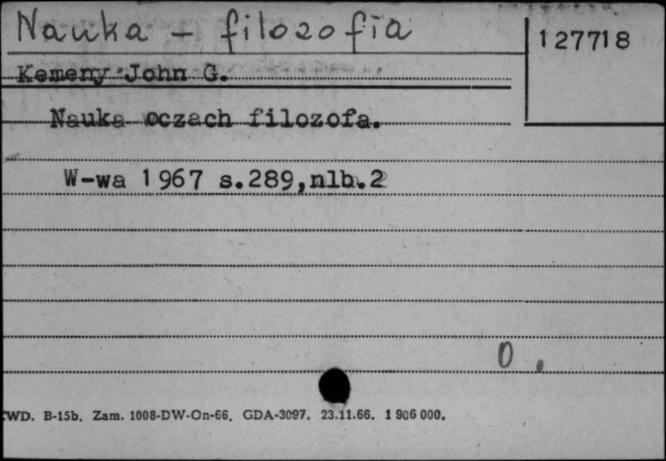 Nauka - filozofia
127718
Kemeny John G.
Nauka oczach filozofa.
W-wa 1967 s.289,nlb.2
0.
WD. B-15b. Zam. 1008-DW-On-66. GDA-3097. 23.11.66. 1 906 000.